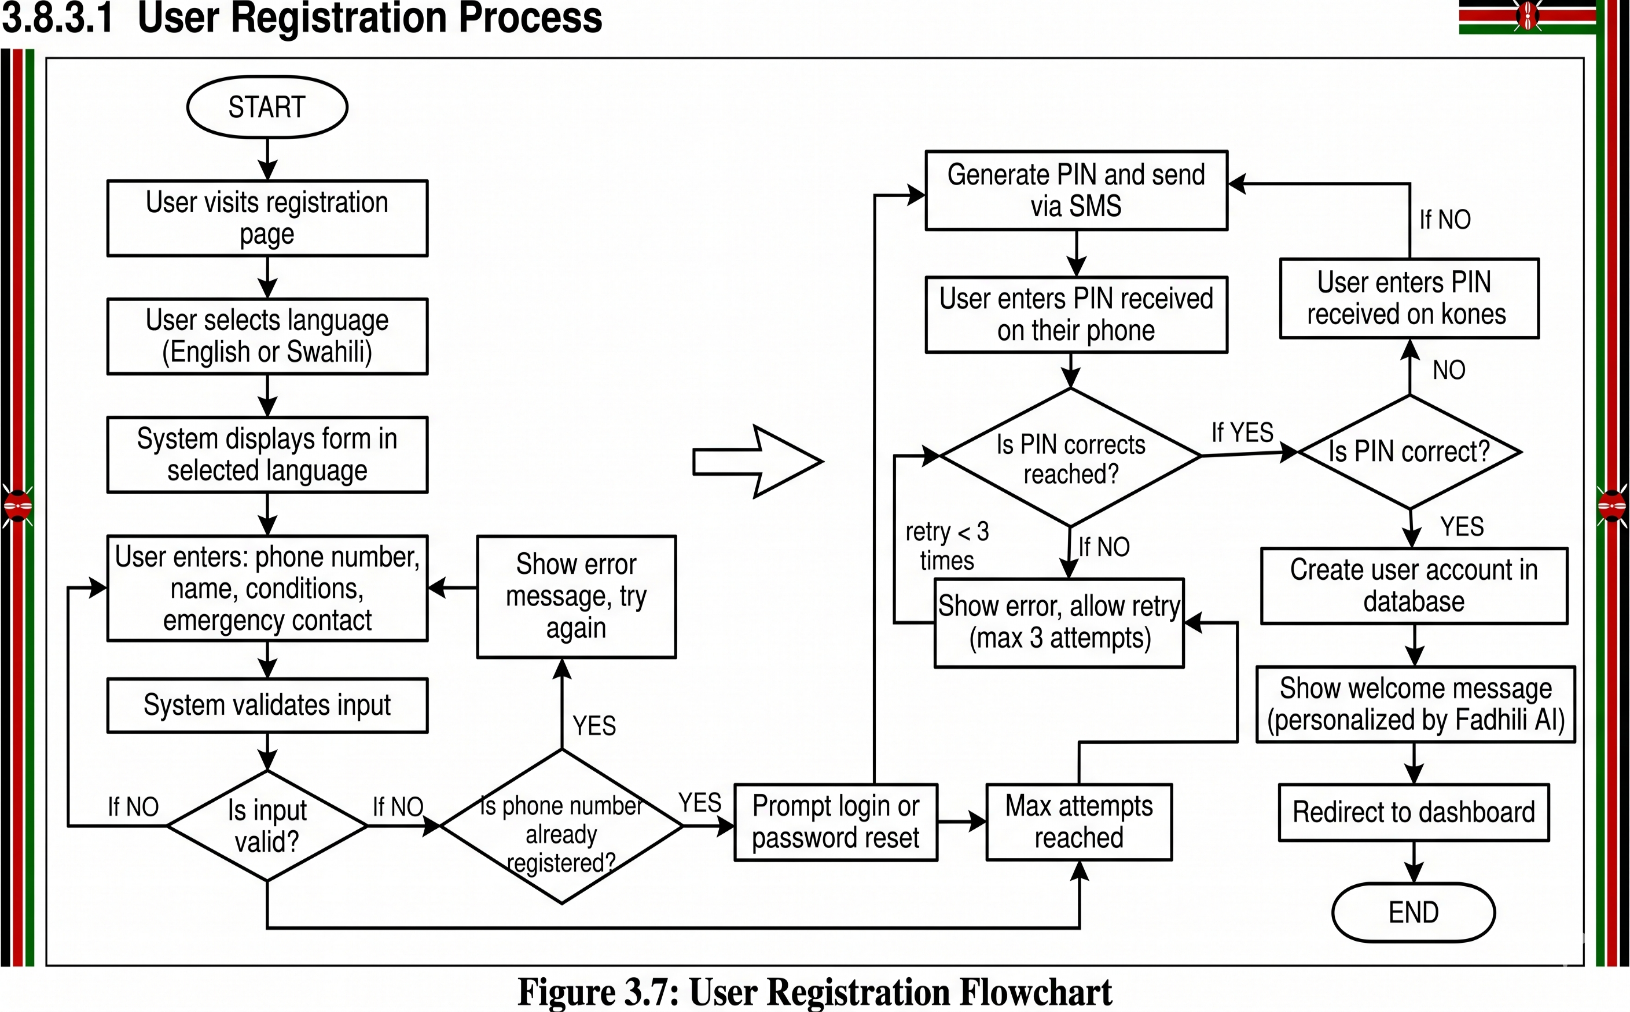 3.8.3.1 User Registration Process
START
User visits registration
page
User selects language
(English or Swahili)
System displays form in
selected language
User enters: phone number,
name, conditions,
emergency contact
Show error
message, try
again
System validates input
YES
If NO
Is input
valid?
If NO
Is phone number
already
registered?
YES
Prompt login or
password reset
Max attempts
reached
Generate PIN and send
via SMS
If NO
User enters PIN received
on their phone
User enters PIN
received on kones
NO
Is PIN corrects
reached?
If YES
Is PIN correct?
retry < 3
times
If NO
YES
Show error, allow retry
(max 3 attempts)
Create user account in
database
Show welcome message
(personalized by Fadhili AI)
Redirect to dashboard
END
Figure 3.7: User Registration Flowchart